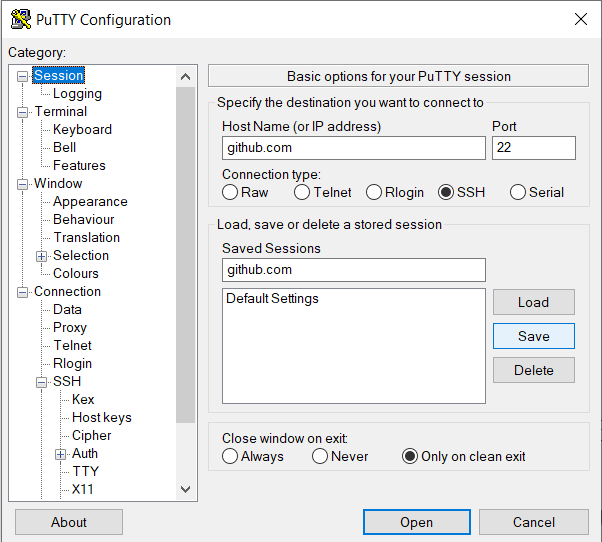 PuTTY Configuration
Category:
Session
Logging
Terminal
Keyboard
Bell
Features
Window
Appearance
Behaviour
Translation
Selection
Colours
Connection
Data
Proxy
Telnet
Rlogin
SSH
Kex
Host keys
Cipher
Auth
TTY
X11
Basic options for your PuTTY session
Specify the destination you want to connect to
Host Name (or IP address) Port
github.com 22
Connection type:
Raw Telnet Rlogin SSH Serial
Load, save or delete a stored session
Saved Sessions
github.com
Default Settings
Load
Save
Delete
Close window on exit:
Always Never Only on clean exit
About Open Cancel